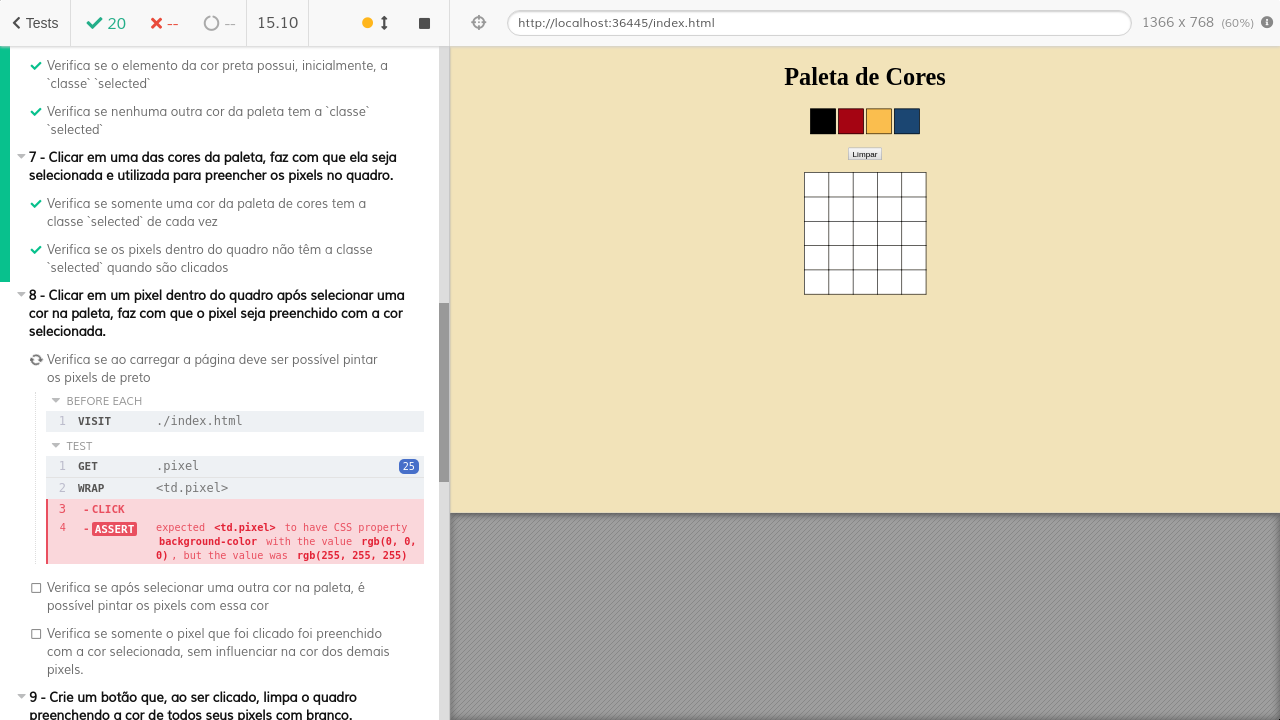 Tests
20
--
--
15.10
http://localhost:36445/index.html
1366 x 768 (60%)
Verifica se o elemento da cor preta possui, inicialmente, a
`classe` `selected`
Verifica se nenhuma outra cor da paleta tem a `classe`
`selected`
7 - Clicar em uma das cores da paleta, faz com que ela seja
selecionada e utilizada para preencher os pixels no quadro.
Verifica se somente uma cor da paleta de cores tem a
classe `selected` de cada vez
Verifica se os pixels dentro do quadro não têm a classe
`selected` quando são clicados
8 - Clicar em um pixel dentro do quadro após selecionar uma
cor na paleta, faz com que o pixel seja preenchido com a cor
selecionada.
Verifica se ao carregar a página deve ser possível pintar
os pixels de preto
BEFORE EACH
1 VISIT ./index.html
TEST
1 GET .pixel 25
2 WRAP <td.pixel>
3 -CLICK
4 -ASSERT expected <td.pixel> to have CSS property
background-color with the value rgb(0, 0,
0), but the value was rgb(255, 255, 255)
Verifica se após selecionar uma outra cor na paleta, é
possível pintar os pixels com essa cor
Verifica se somente o pixel que foi clicado foi preenchido
com a cor selecionada, sem influenciar na cor dos demais
pixels.
9 - Crie um botão que, ao ser clicado, limpa o quadro
preenchendo a cor de todos seus pixels com branco.
Paleta de Cores
Limpar